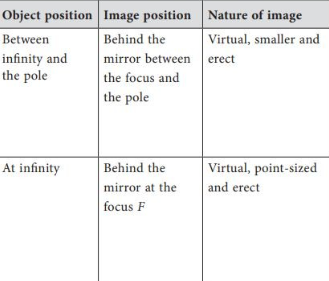 Object position Image position Nature of image
Between infinity and the pole
Behind the mirror between the focus and the pole
Virtual, smaller and erect
At infinity
Behind the mirror at the focus F
Virtual, point-sized and erect